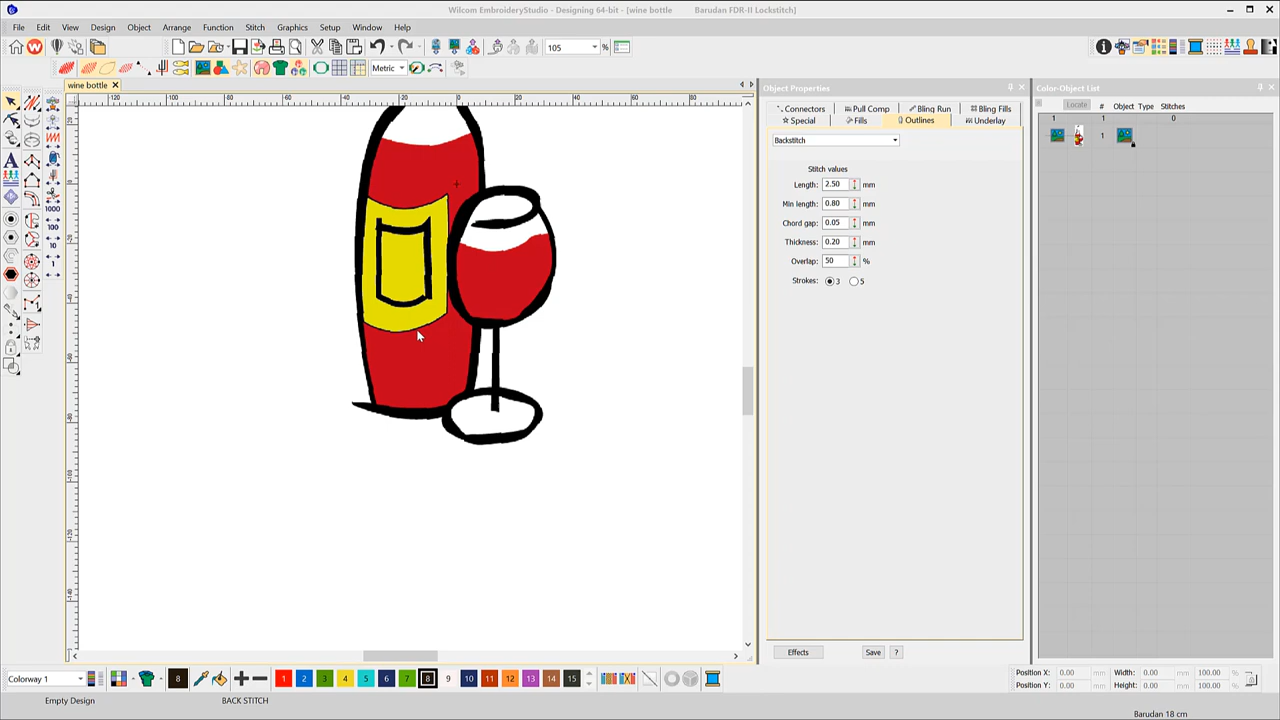 Wilcom EmbroideryStudio - Designing 64-bit - [wine bottle    Barudan FDR-II Lockstitch]
File Edit View Design Object Arrange Function Stitch Graphics Setup Window Help
105 %
Metric
1000
100
10
1
wine bottle
Object Properties
Connectors Pull Comp Bling Run Bling Fills
Special Fills Outlines Underlay
Backstitch
Stitch values
Length: 2.50 mm
Min length: 0.80 mm
Chord gap: 0.05 mm
Thickness: 0.20 mm
Overlap: 50 %
Strokes: 3 5
Effects Save ?
Color-Object List
Locate # Object Type Stitches
1 1 0
1
Colorway 1 8 1 2 3 4 5 6 7 8 9 10 11 12 13 14 15
Position X: 0.00 mm Width: 0.00 mm 100.00 %
Position Y: 0.00 mm Height: 0.00 mm 100.00 %
Empty Design BACK STITCH Barudan 18 cm